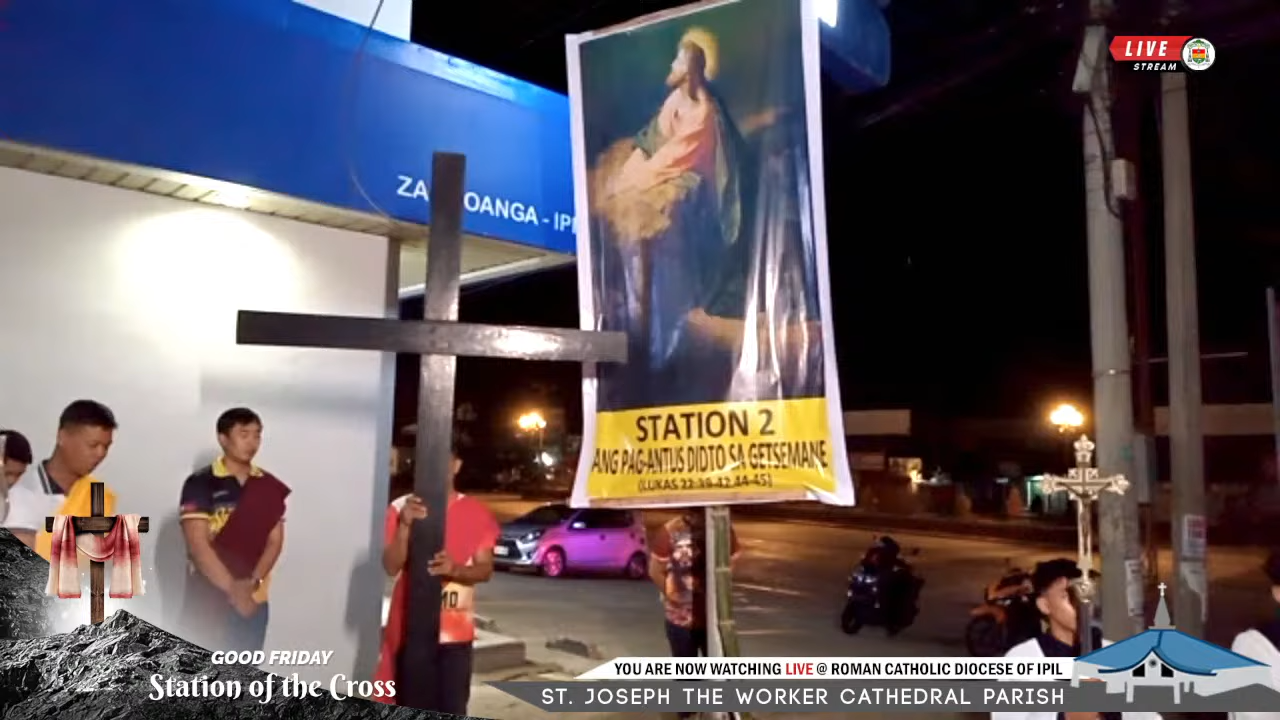 LIVE
STREAM
OANGA - IP
STATION 2
ANG PAG-ANTUS DIDTO SA GETSEMANE
(LUKAS 22:39-42,44-45)
10
GOOD FRIDAY
Station of the Cross
YOU ARE NOW WATCHING LIVE @ ROMAN CATHOLIC DIOCESE OF IPIL
ST. JOSEPH THE WORKER CATHEDRAL PARISH